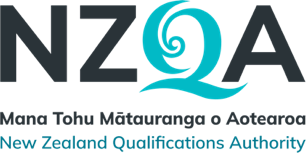 NZQA
Mana Tohu Mātauranga o Aotearoa
New Zealand Qualifications Authority